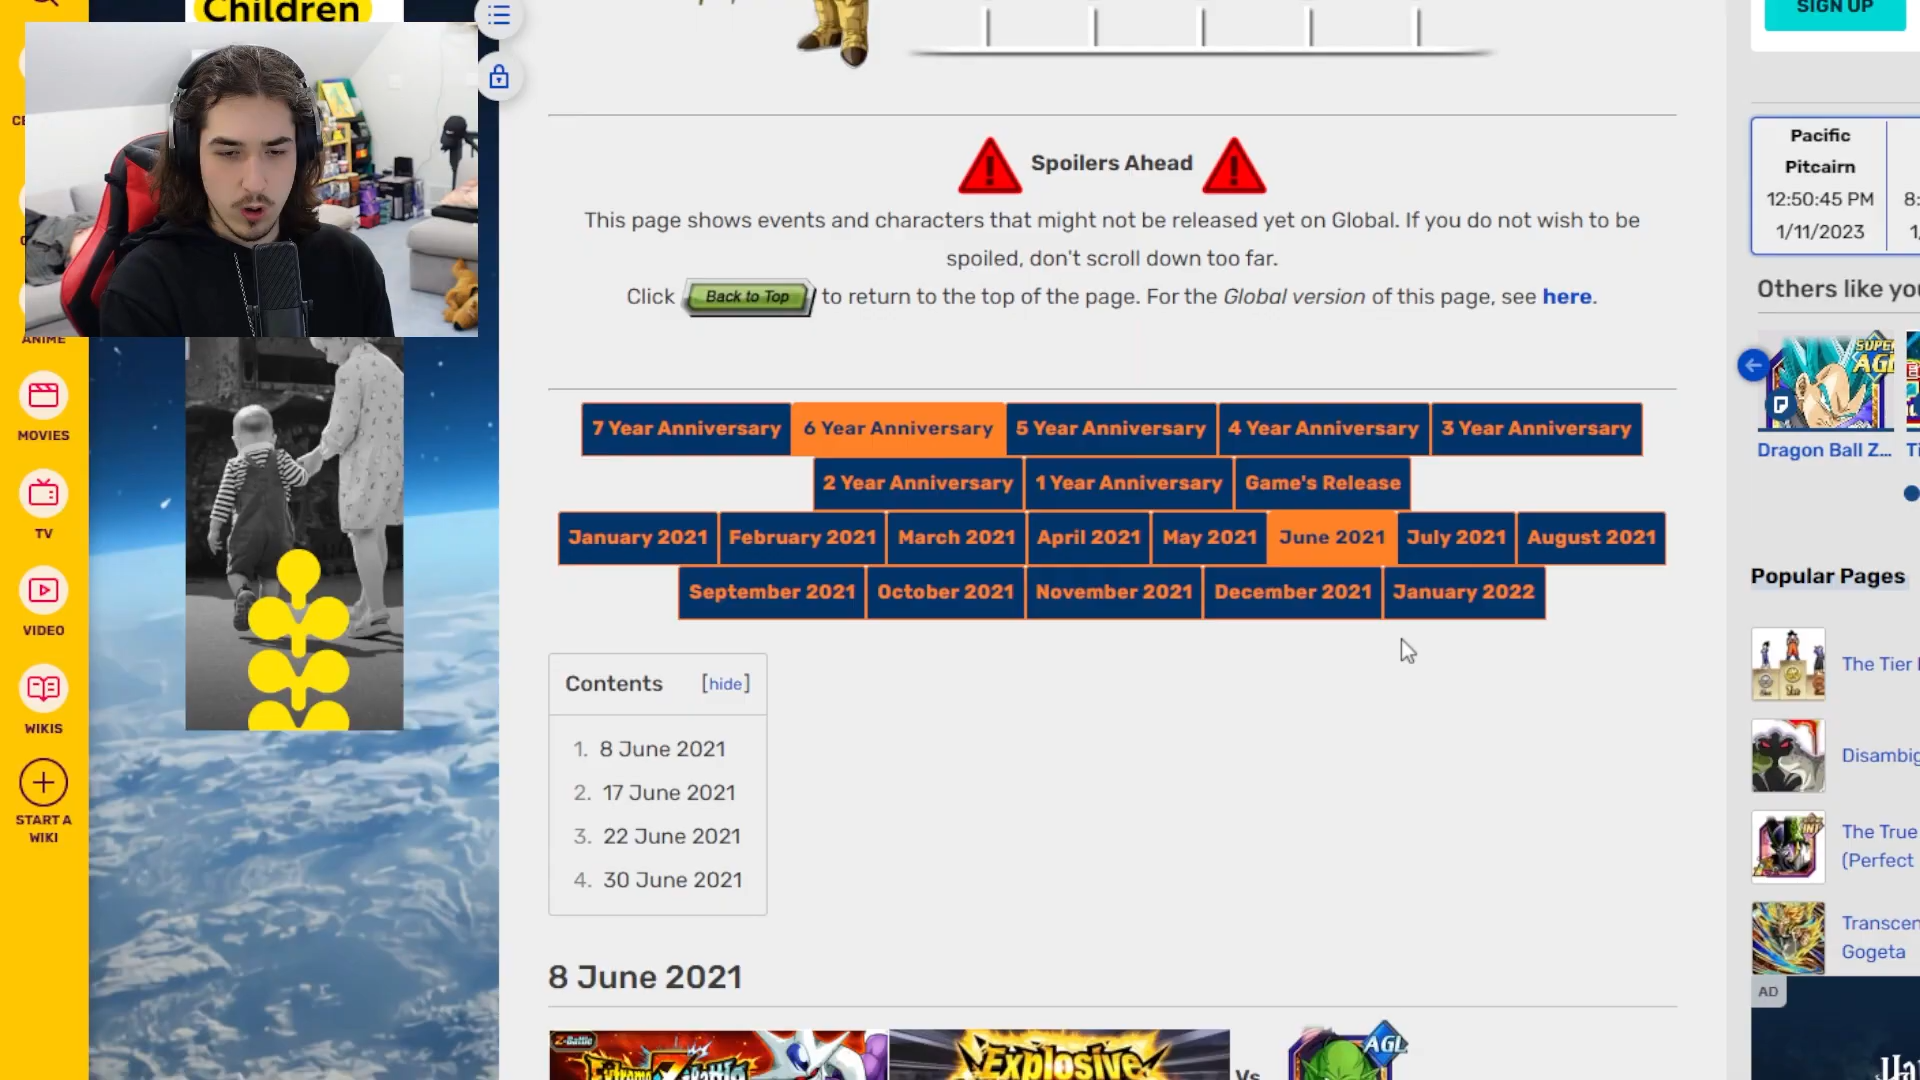 Children
SIGN UP
ANIME
MOVIES
TV
VIDEO
WIKIS
START A
WIKI
Spoilers Ahead
This page shows events and characters that might not be released yet on Global. If you do not wish to be
spoiled, don't scroll down too far.
Click Back to Top to return to the top of the page. For the Global version of this page, see here.
7 Year Anniversary 6 Year Anniversary 5 Year Anniversary 4 Year Anniversary 3 Year Anniversary
2 Year Anniversary 1 Year Anniversary Game's Release
January 2021 February 2021 March 2021 April 2021 May 2021 June 2021 July 2021 August 2021
September 2021 October 2021 November 2021 December 2021 January 2022
Contents [hide]
1. 8 June 2021
2. 17 June 2021
3. 22 June 2021
4. 30 June 2021
8 June 2021
Z-Battle
Extreme Z-Battle
Explosive
Vs
AGL
Pacific
Pitcairn
12:50:45 PM
1/11/2023
Others like you
SUPER
AGL
Dragon Ball Z...
Popular Pages
The Tier
Disambig
INT
The True
(Perfect
Transcen
Gogeta
AD